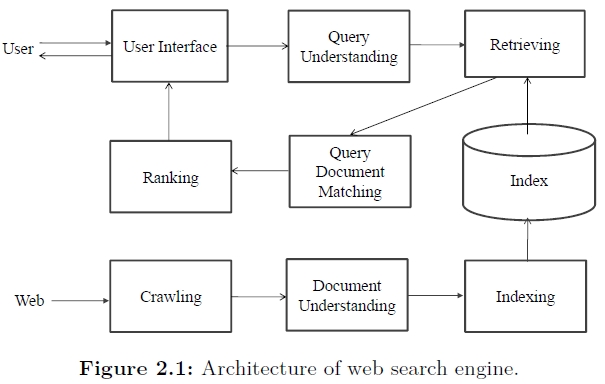 User
User Interface
Query
Understanding
Retrieving
Ranking
Query
Document
Matching
Index
Web
Crawling
Document
Understanding
Indexing
Figure 2.1: Architecture of web search engine.